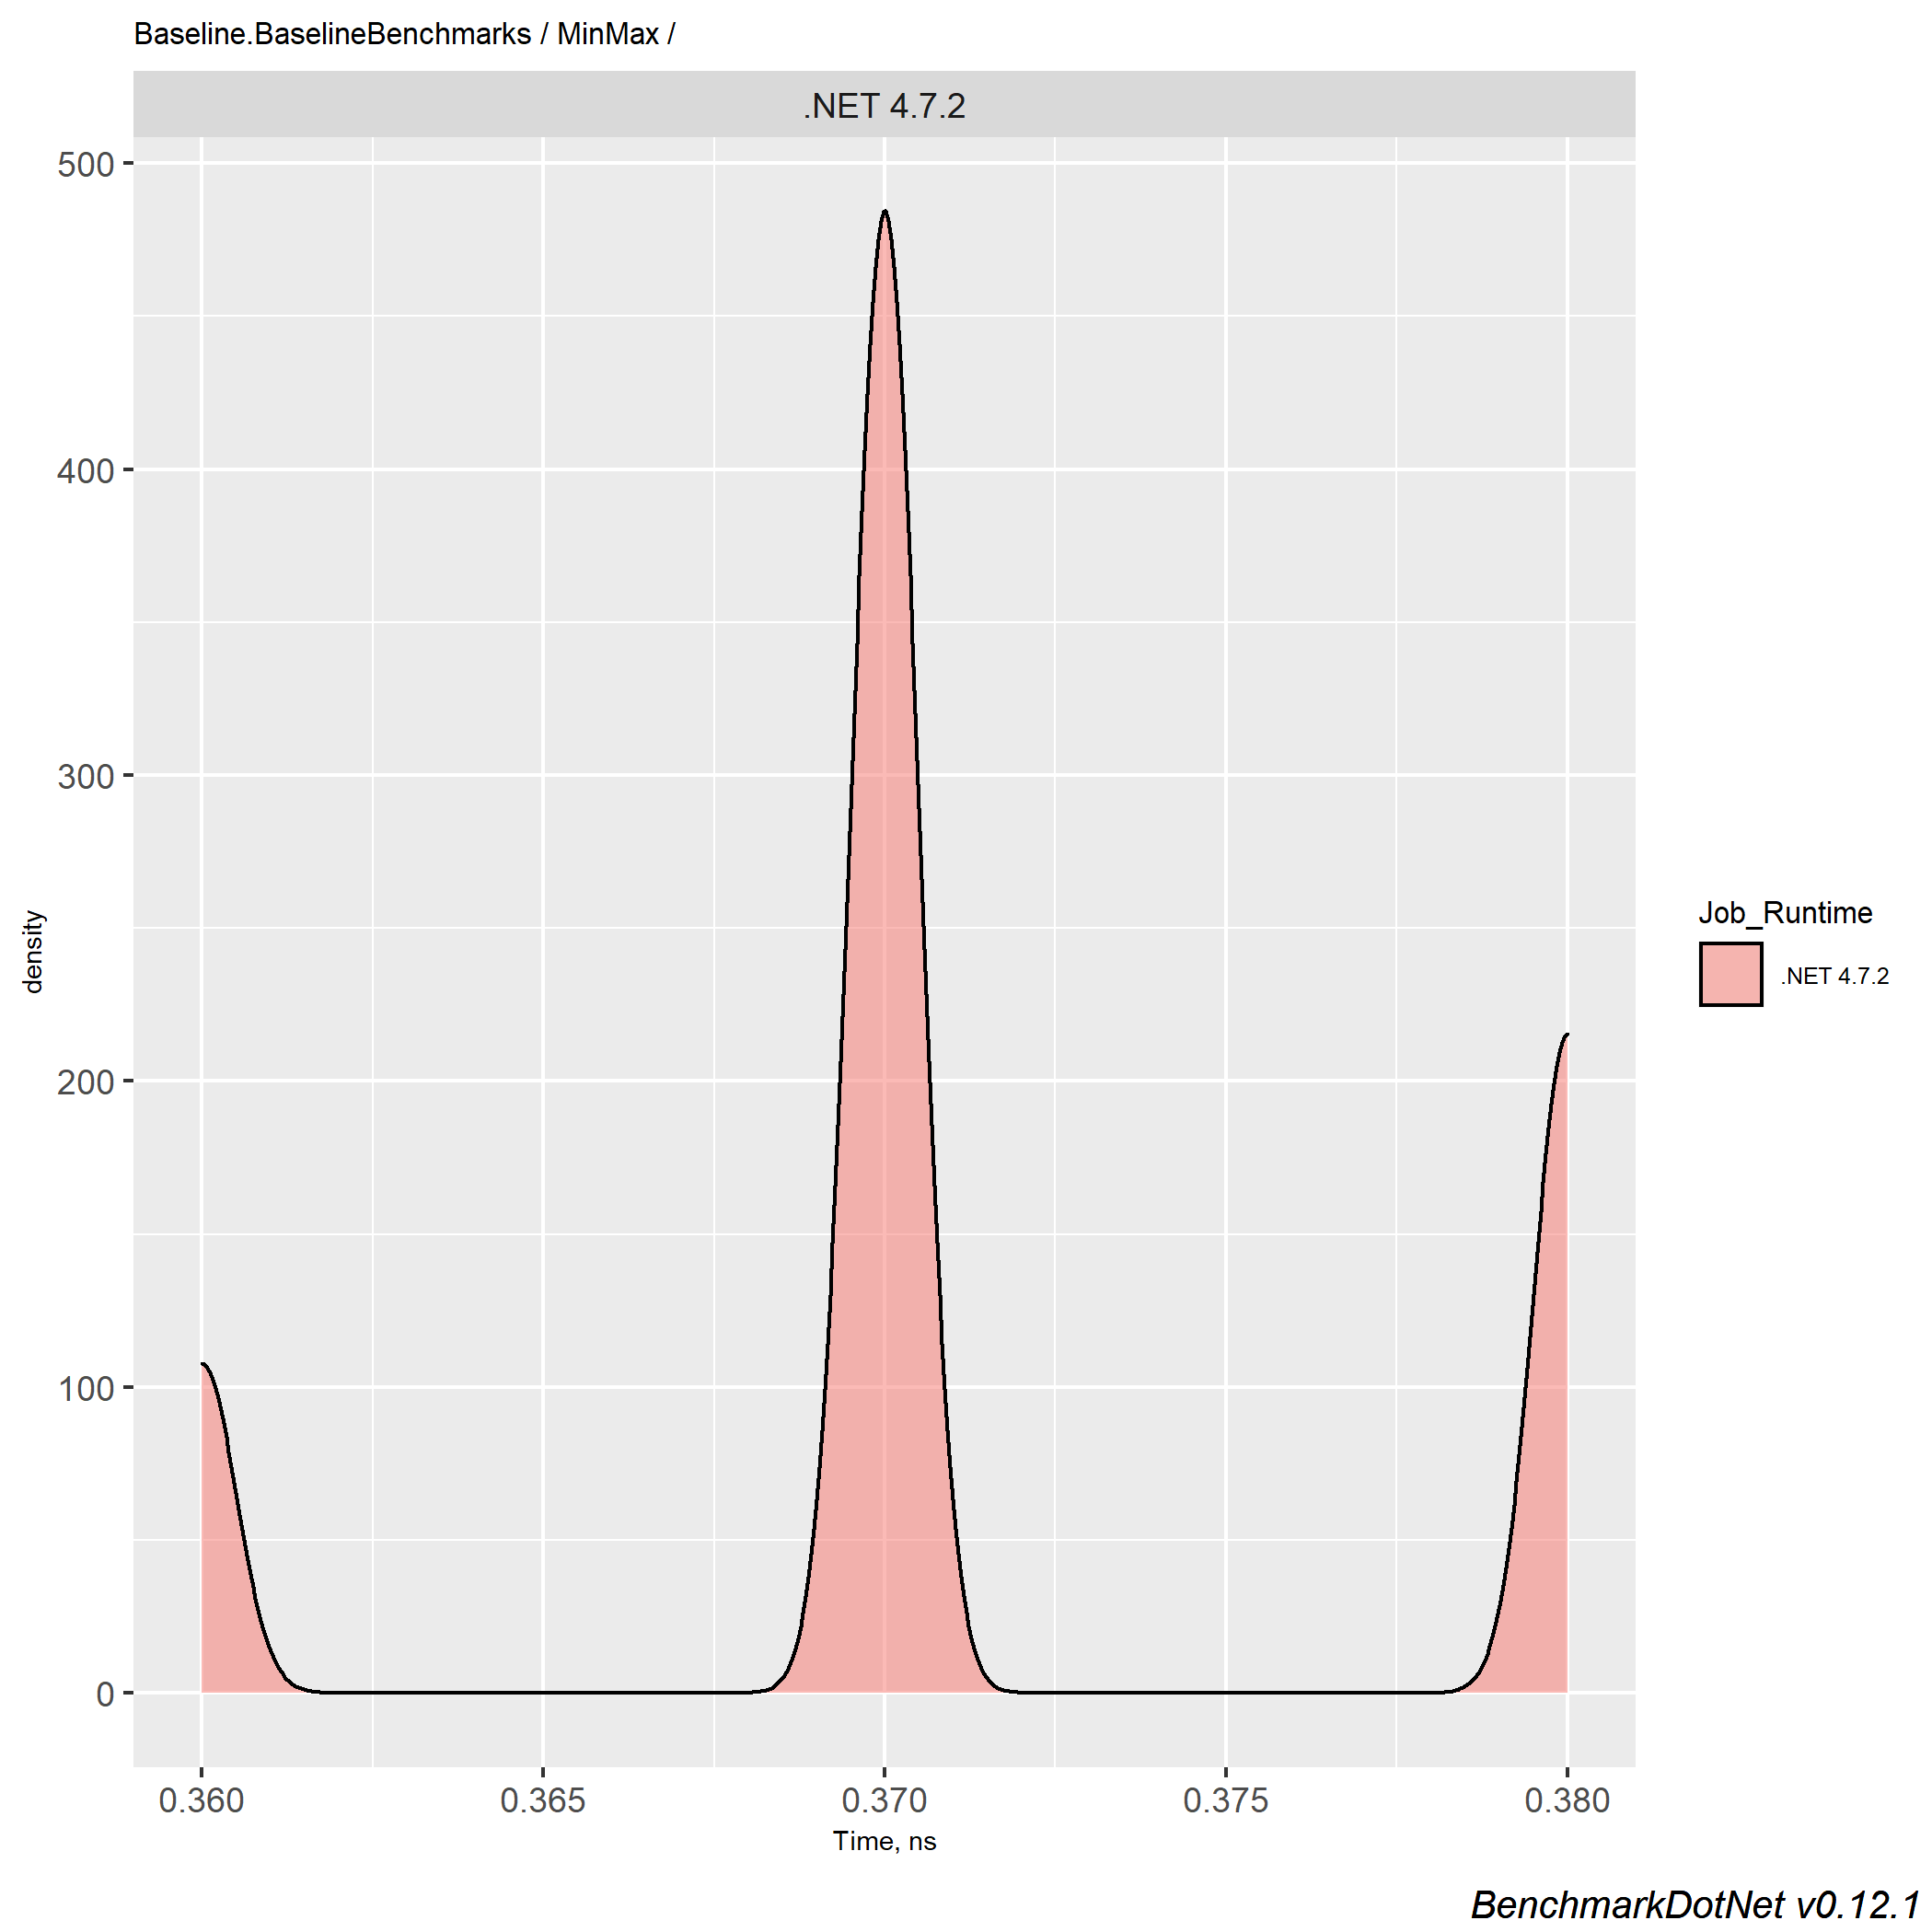 Baseline.BaselineBenchmarks / MinMax /
.NET 4.7.2
500
400
300
200
100
0
density
0.360 0.365 0.370 0.375 0.380
Time, ns
Job_Runtime
.NET 4.7.2
BenchmarkDotNet v0.12.1